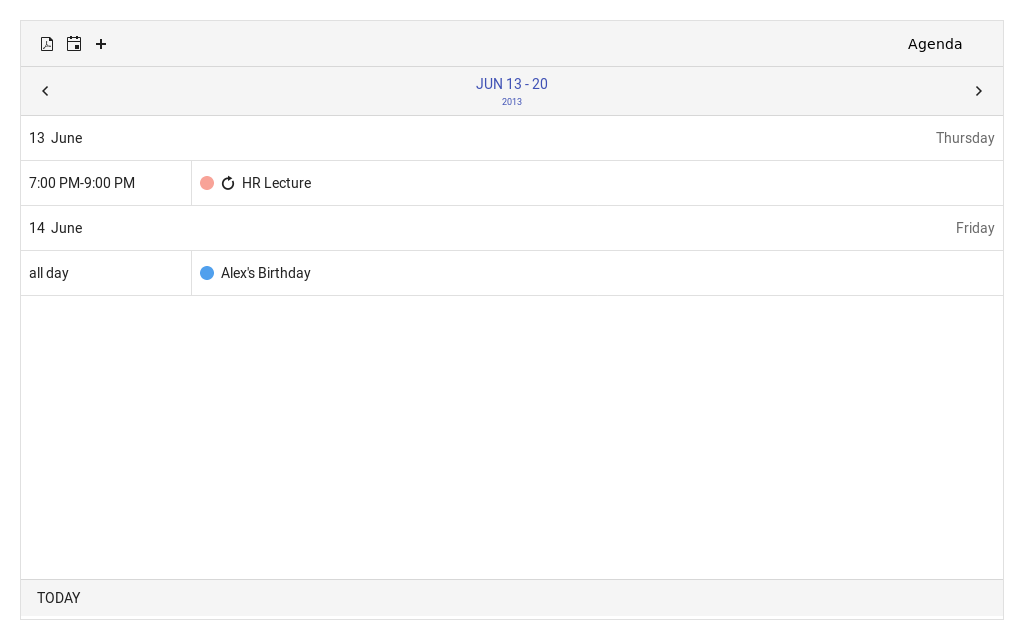 Agenda
JUN 13 - 20
2013
13 June Thursday
7:00 PM-9:00 PM HR Lecture
14 June Friday
all day Alex's Birthday
TODAY